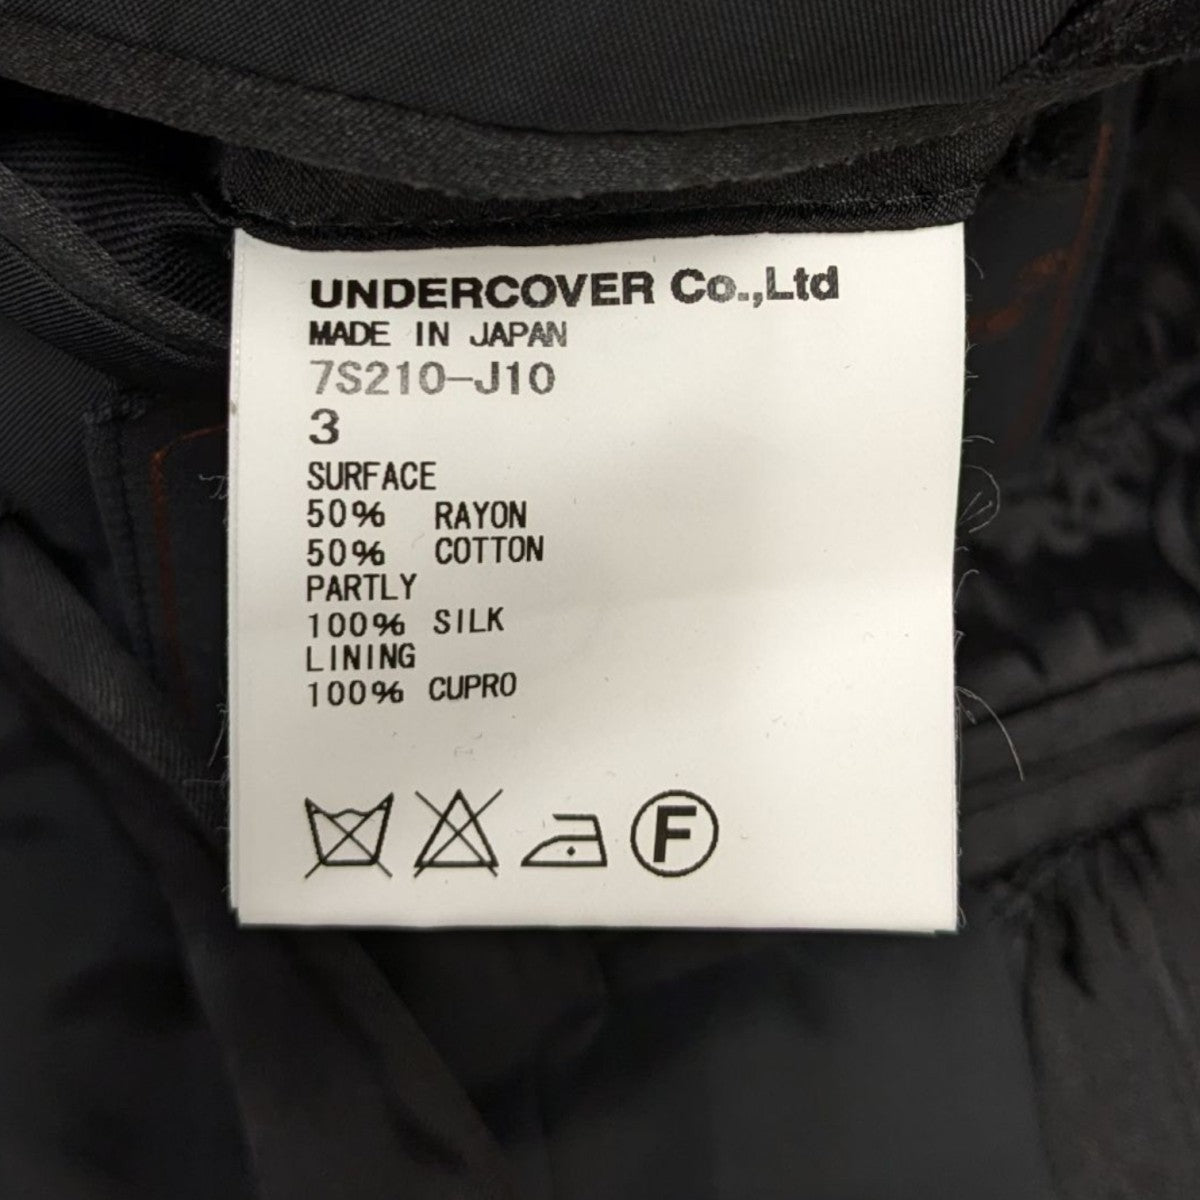 UNDERCOVER Co.,Ltd
MADE IN JAPAN
7S210-J10
3
SURFACE
50% RAYON
50% COTTON
PARTLY
100% SILK
LINING
100% CUPRO
F